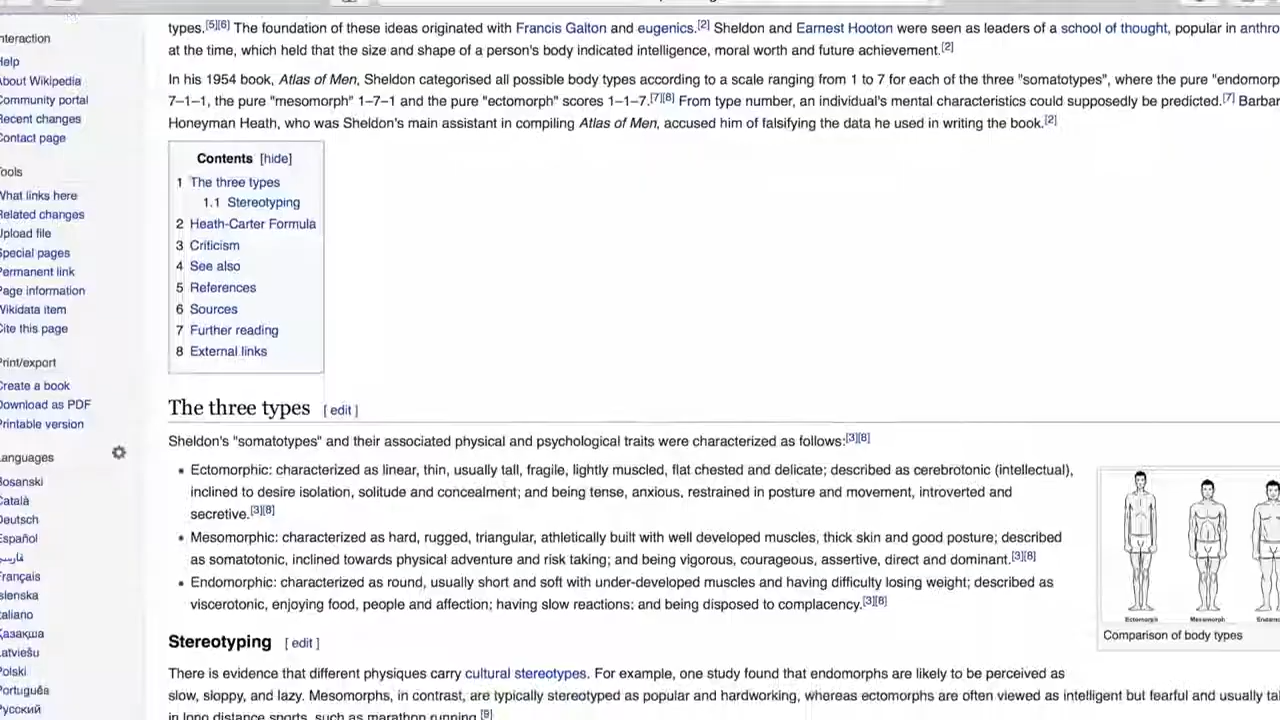 types.[5][6] The foundation of these ideas originated with Francis Galton and eugenics.[2] Sheldon and Earnest Hooton were seen as leaders of a school of thought, popular in anthro
at the time, which held that the size and shape of a person's body indicated intelligence, moral worth and future achievement.[2]
In his 1954 book, Atlas of Men, Sheldon categorised all possible body types according to a scale ranging from 1 to 7 for each of the three "somatotypes", where the pure "endomorp
7–1–1, the pure "mesomorph" 1–7–1 and the pure "ectomorph" scores 1–1–7.[7][8] From type number, an individual's mental characteristics could supposedly be predicted.[7] Barbar
Honeyman Heath, who was Sheldon's main assistant in compiling Atlas of Men, accused him of falsifying the data he used in writing the book.[2]
nteraction
Help
About Wikipedia
Community portal
Recent changes
Contact page
Tools
What links here
Related changes
Upload file
Special pages
Permanent link
Page information
Wikidata item
Cite this page
Print/export
Create a book
Download as PDF
Printable version
Languages
Bosanski
Català
Deutsch
Español
فارسی
Français
Íslenska
Italiano
Қазақша
Latviešu
Polski
Português
Русский
Contents [hide]
1 The three types
1.1 Stereotyping
2 Heath-Carter Formula
3 Criticism
4 See also
5 References
6 Sources
7 Further reading
8 External links
The three types [ edit ]
Sheldon's "somatotypes" and their associated physical and psychological traits were characterized as follows:[3][8]
• Ectomorphic: characterized as linear, thin, usually tall, fragile, lightly muscled, flat chested and delicate; described as cerebrotonic (intellectual),
inclined to desire isolation, solitude and concealment; and being tense, anxious, restrained in posture and movement, introverted and
secretive.[3][8]
• Mesomorphic: characterized as hard, rugged, triangular, athletically built with well developed muscles, thick skin and good posture; described
as somatotonic, inclined towards physical adventure and risk taking; and being vigorous, courageous, assertive, direct and dominant.[3][8]
• Endomorphic: characterized as round, usually short and soft with under-developed muscles and having difficulty losing weight; described as
viscerotonic, enjoying food, people and affection; having slow reactions; and being disposed to complacency.[3][8]
Ectomorph Mesomorph Endomo
Comparison of body types
Stereotyping [ edit ]
There is evidence that different physiques carry cultural stereotypes. For example, one study found that endomorphs are likely to be perceived as
slow, sloppy, and lazy. Mesomorphs, in contrast, are typically stereotyped as popular and hardworking, whereas ectomorphs are often viewed as intelligent but fearful and usually ta
in long distance sports, such as marathon running.[9]